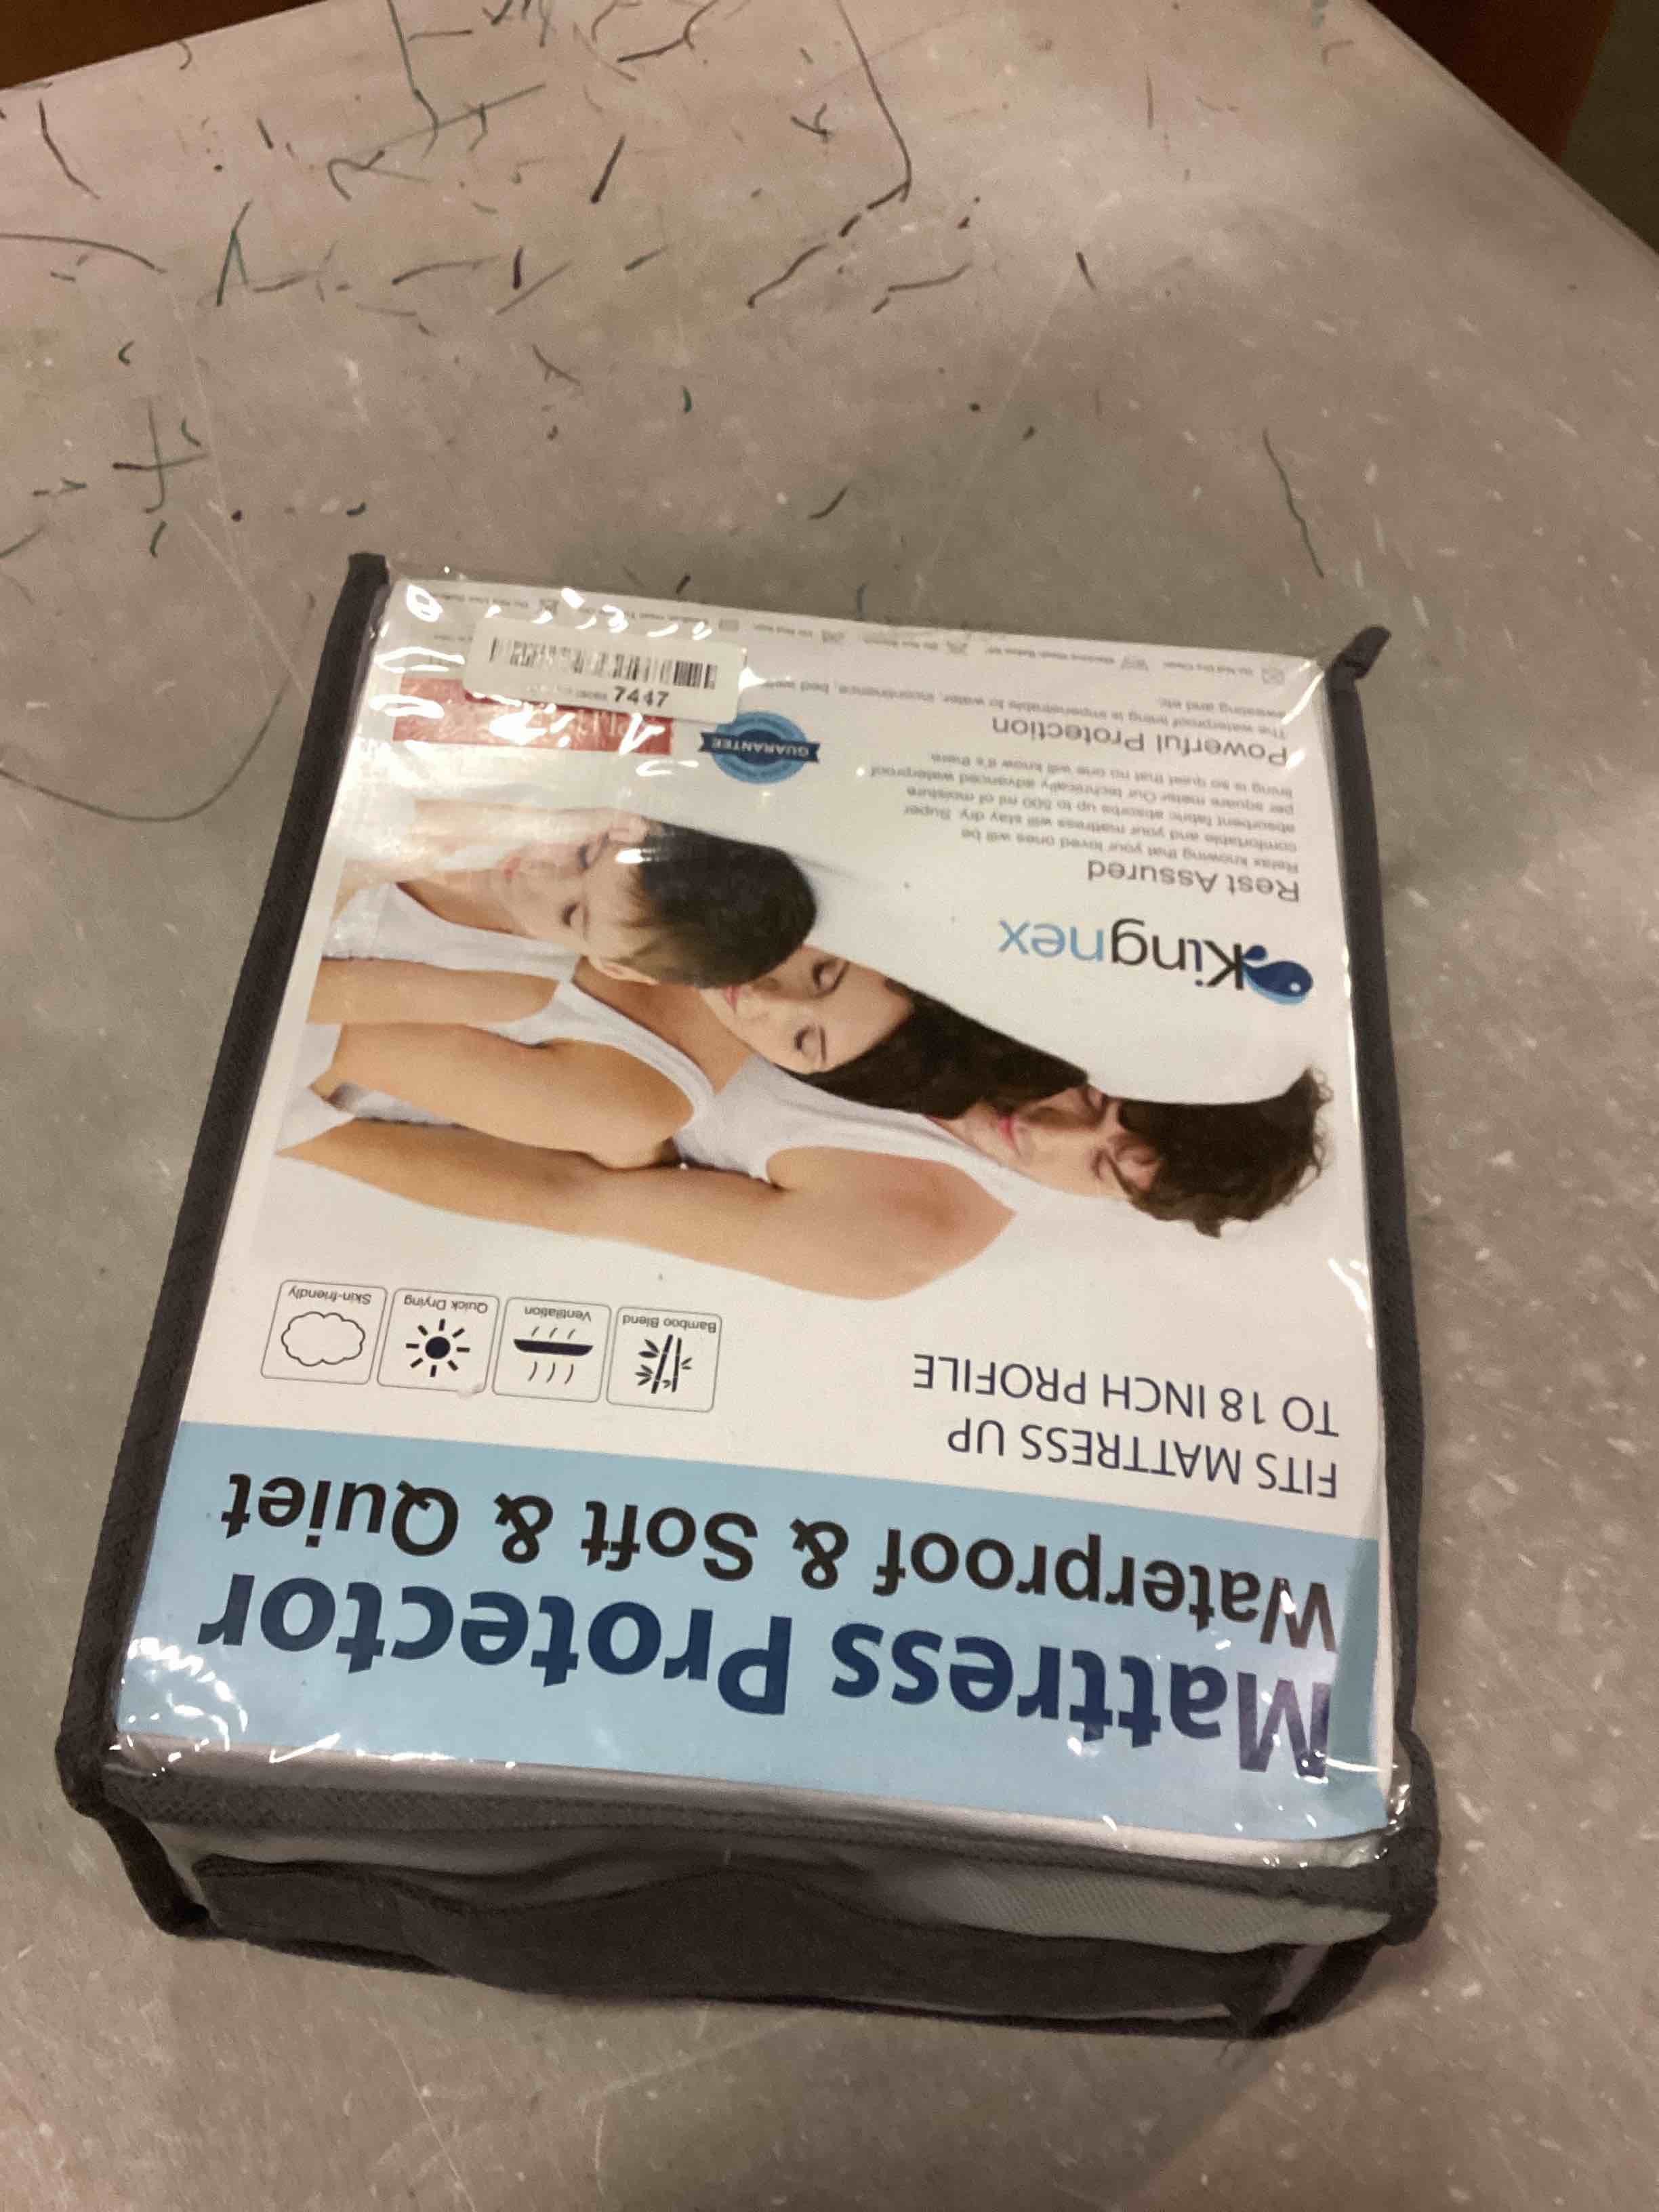 Mattress Protector
Waterproof & Soft & Quiet
FITS MATTRESS UP
TO 18 INCH PROFILE
Bamboo Blend
Ventilation
Quick Drying
Skin-friendly
Kingnex
Rest Assured
Relax knowing that your loved ones will be
comfortable and your mattress will stay dry. Super
absorbent fabric absorbs up to 500 ml of moisture
per square meter. Our technically advanced waterproof
lining is so quiet that no one will know it's there.
Powerful Protection
The waterproof lining is impenetrable to water, incontinence, bed
sweating and etc.
GUARANTEE
7447